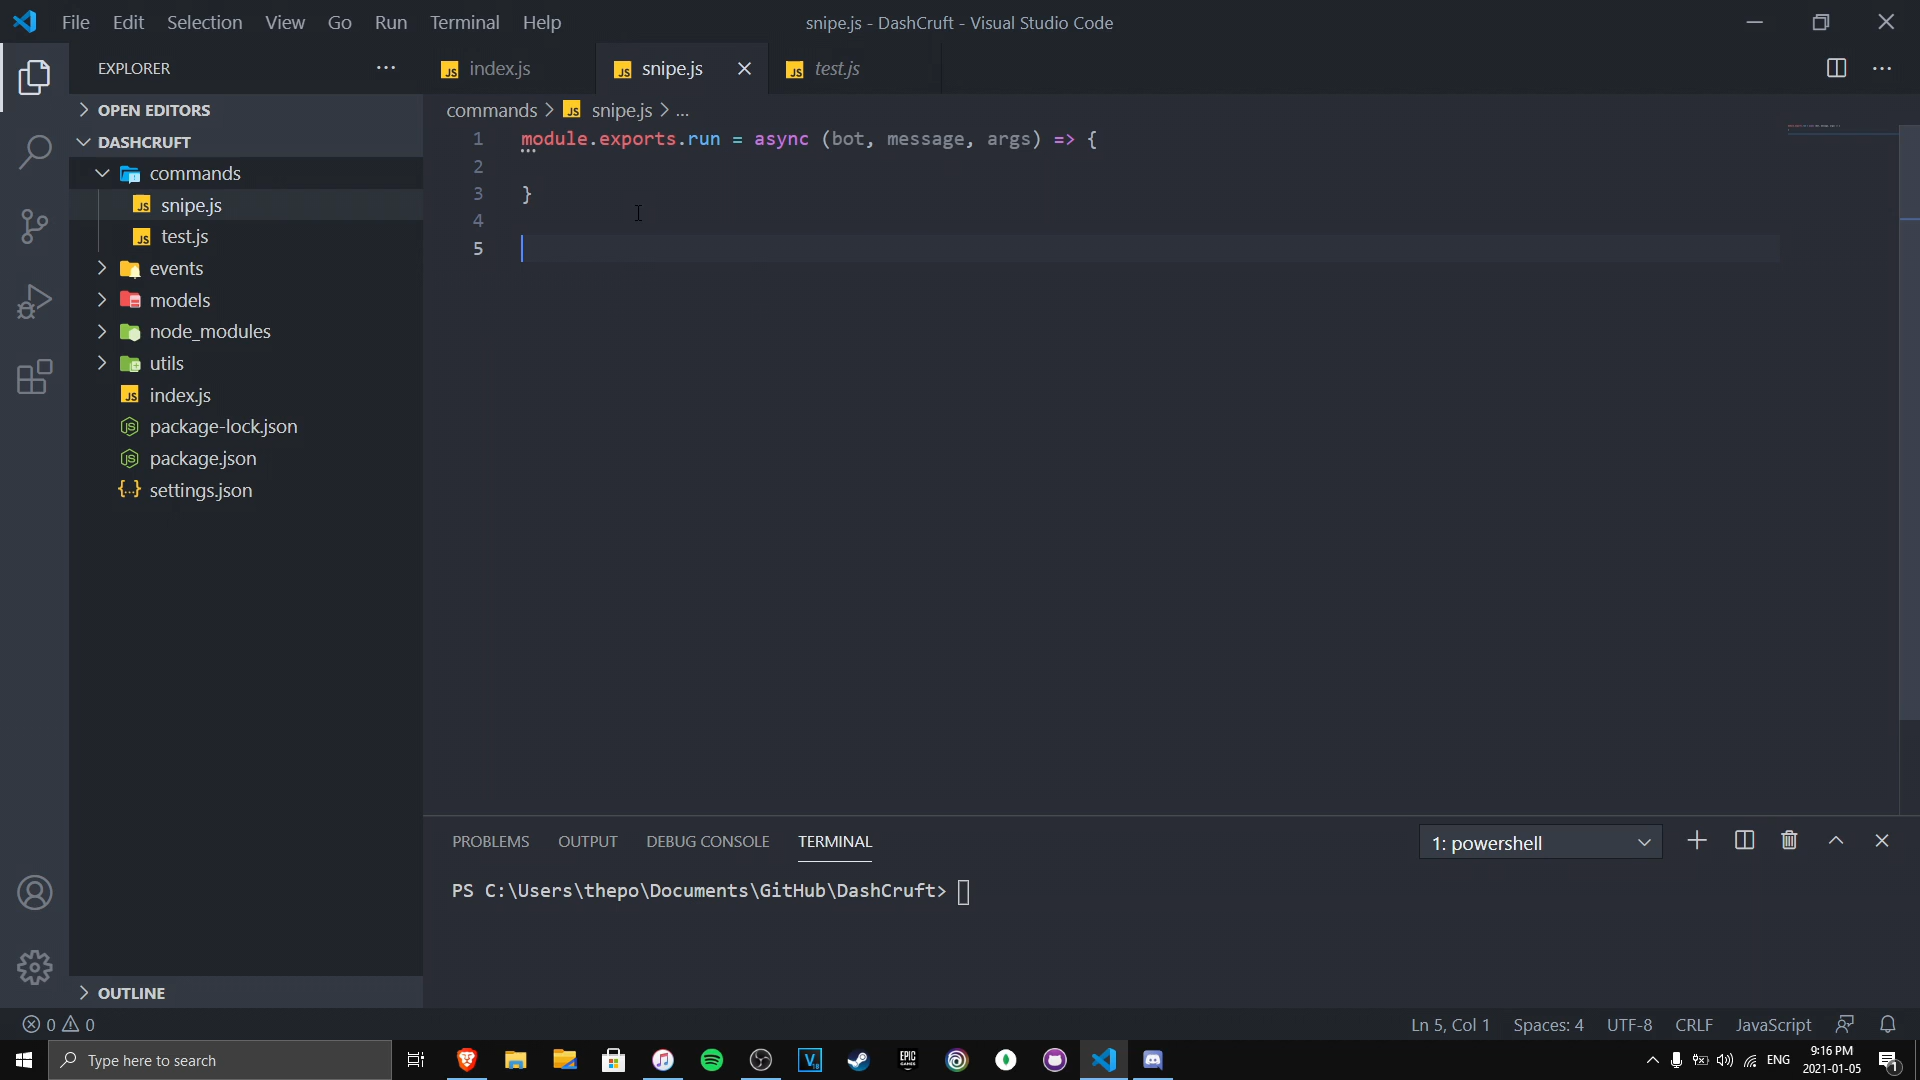 File Edit Selection View Go Run Terminal Help
snipe.js - DashCruft - Visual Studio Code
EXPLORER
index.js
snipe.js
test.js
OPEN EDITORS
DASHCRUFT
commands
snipe.js
test.js
events
models
node_modules
utils
index.js
package-lock.json
package.json
settings.json
OUTLINE
commands > JS snipe.js > ...
1 module.exports.run = async (bot, message, args) => {
2
3 }
4
5
PROBLEMS OUTPUT DEBUG CONSOLE TERMINAL
1: powershell
PS C:\Users\thepo\Documents\GitHub\DashCruft>
0 0
Ln 5, Col 1 Spaces: 4 UTF-8 CRLF JavaScript
Type here to search
EPIC GAMES
ENG
9:16 PM
2021-01-05
1